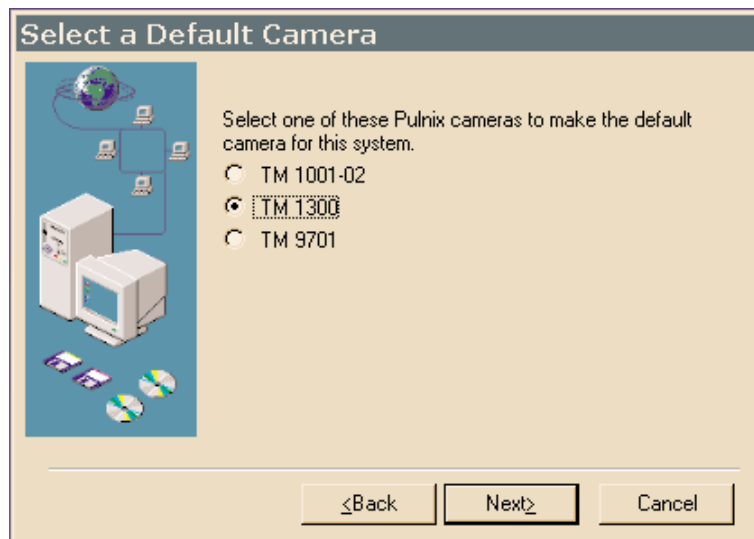 Select a Default Camera
Select one of these Pulnix cameras to make the default
camera for this system.
TM 1001-02
TM 1300
TM 9701
<Back
Next>
Cancel